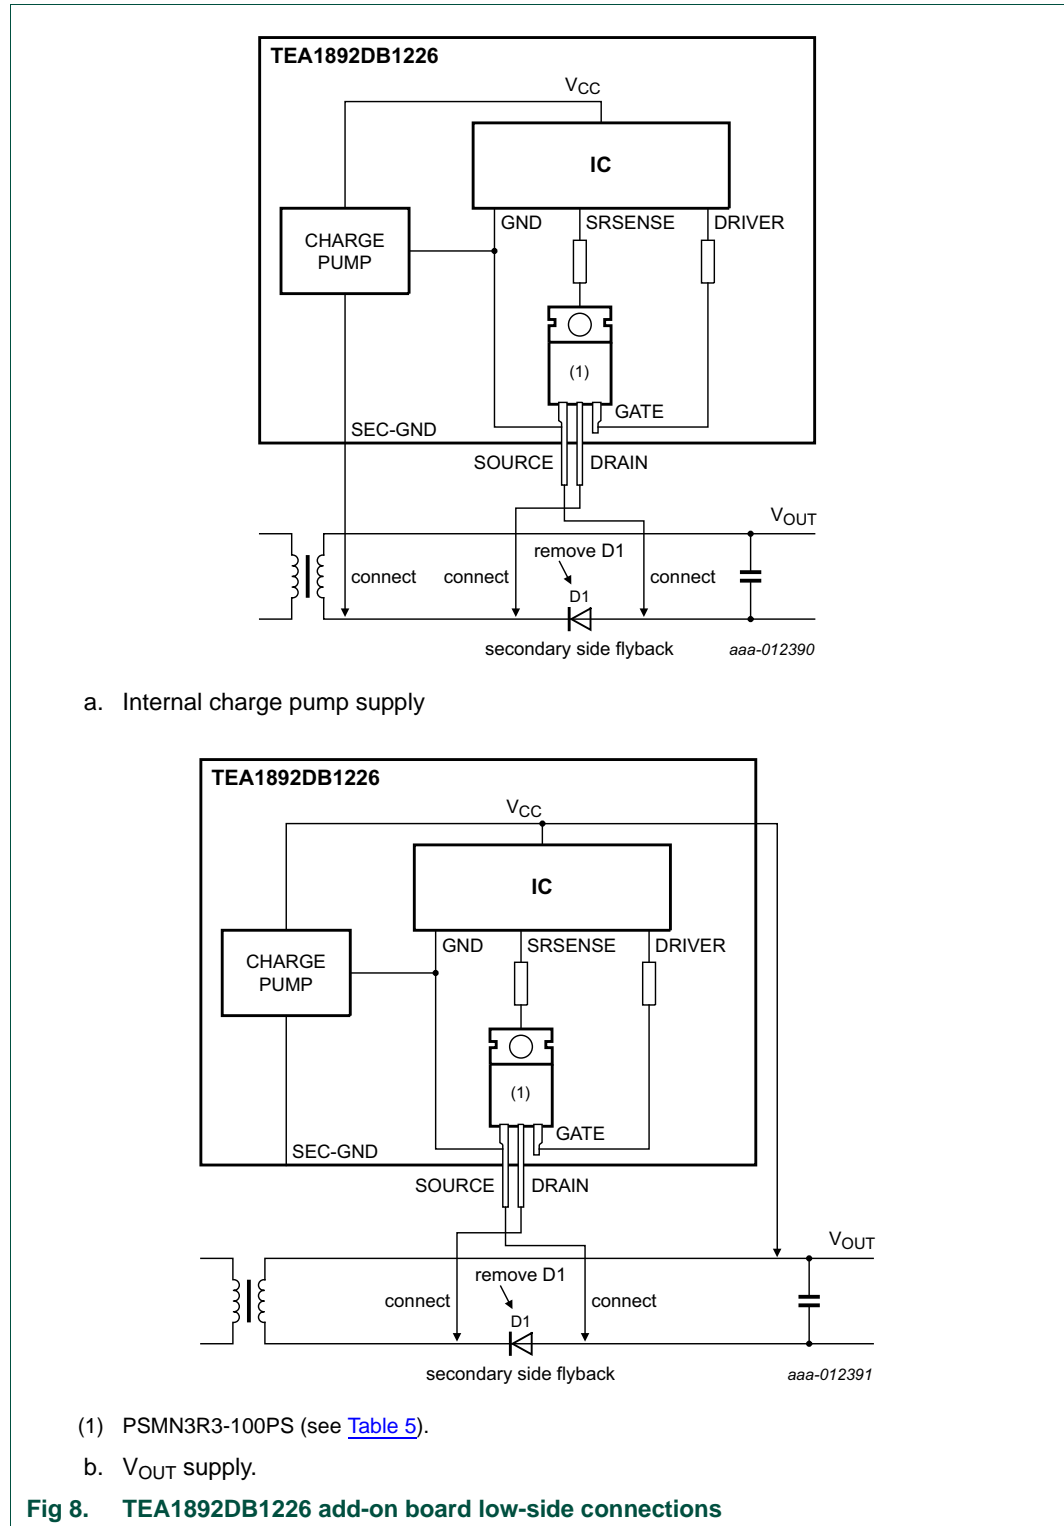 TEA1892DB1226
VCC
IC
GND
SRSENSE
DRIVER
CHARGE
PUMP
(1)
GATE
SEC-GND
SOURCE
DRAIN
VOUT
remove D1
connect
connect
connect
D1
secondary side flyback
aaa-012390
a. Internal charge pump supply
TEA1892DB1226
VCC
IC
GND
SRSENSE
DRIVER
CHARGE
PUMP
(1)
GATE
SEC-GND
SOURCE
DRAIN
VOUT
remove D1
connect
connect
D1
secondary side flyback
aaa-012391
(1) PSMN3R3-100PS (see Table 5).
b. VOUT supply.
Fig 8. TEA1892DB1226 add-on board low-side connections